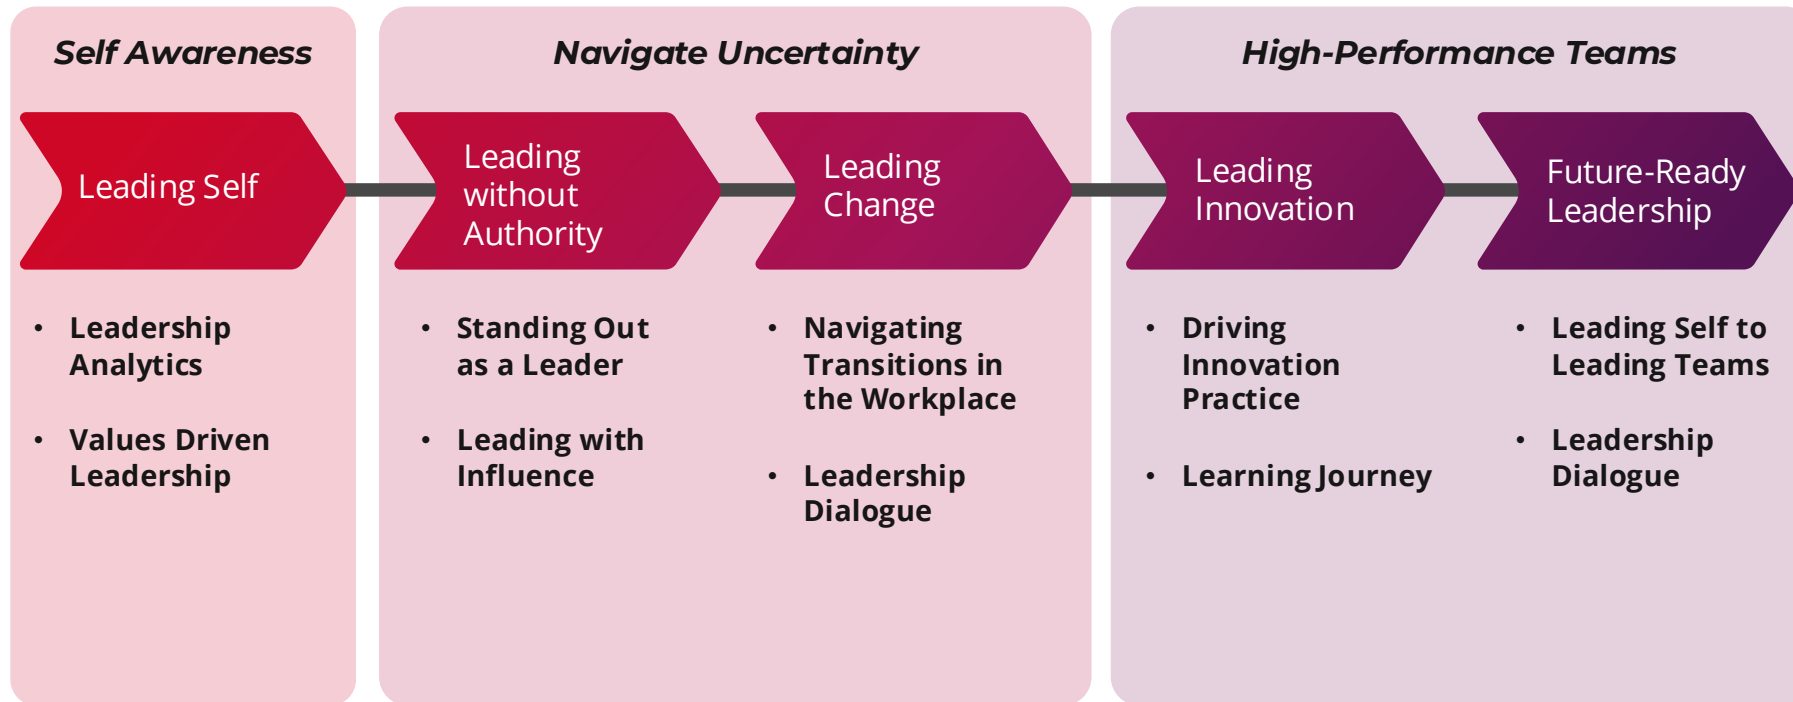 Self Awareness
Leading Self
• Leadership
Analytics
• Values Driven
Leadership
Navigate Uncertainty
Leading
without
Authority
• Standing Out
as a Leader
• Leading with
Influence
Leading
Change
• Navigating
Transitions in
the Workplace
• Leadership
Dialogue
High-Performance Teams
Leading
Innovation
• Driving
Innovation
Practice
• Learning Journey
Future-Ready
Leadership
• Leading Self to
Leading Teams
• Leadership
Dialogue